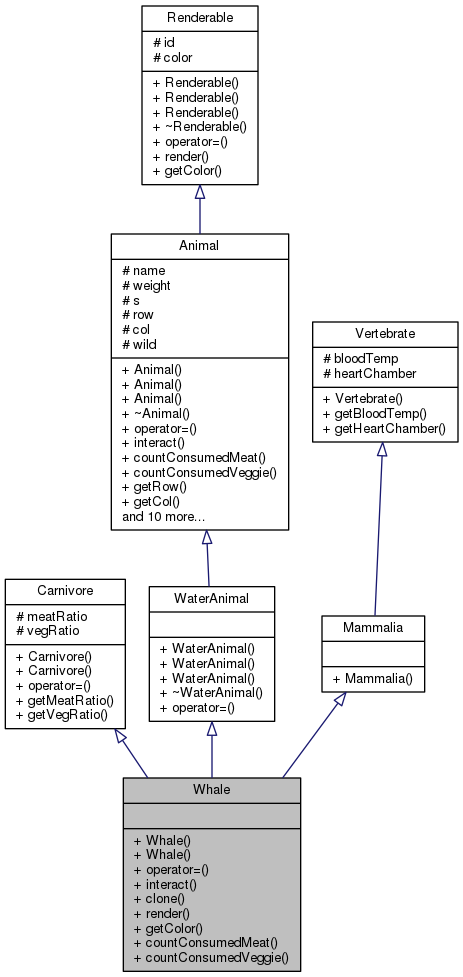 Renderable
# id
# color
+ Renderable()
+ Renderable()
+ Renderable()
+ ~Renderable()
+ operator=()
+ render()
+ getColor()
Animal
# name
# weight
# s
# row
# col
# wild
+ Animal()
+ Animal()
+ Animal()
+ ~Animal()
+ operator=()
+ interact()
+ countConsumedMeat()
+ countConsumedVeggie()
+ getRow()
+ getCol()
and 10 more...
Vertebrate
# bloodTemp
# heartChamber
+ Vertebrate()
+ getBloodTemp()
+ getHeartChamber()
Carnivore
# meatRatio
# vegRatio
+ Carnivore()
+ Carnivore()
+ operator=()
+ getMeatRatio()
+ getVegRatio()
WaterAnimal
+ WaterAnimal()
+ WaterAnimal()
+ WaterAnimal()
+ ~WaterAnimal()
+ operator=()
Mammalia
+ Mammalia()
Whale
+ Whale()
+ Whale()
+ operator=()
+ interact()
+ clone()
+ render()
+ getColor()
+ countConsumedMeat()
+ countConsumedVeggie()